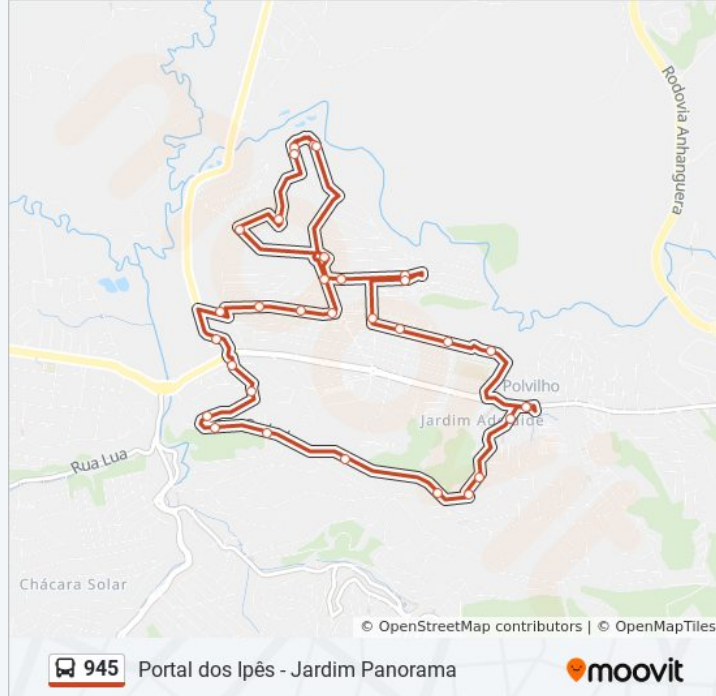 Rodovia Anhanguera
Polvilho
Jardim Adelaide
Rua Lua
Chácara Solar
© OpenStreetMap contributors | © OpenMapTiles
945 Portal dos Ipês - Jardim Panorama
moovit